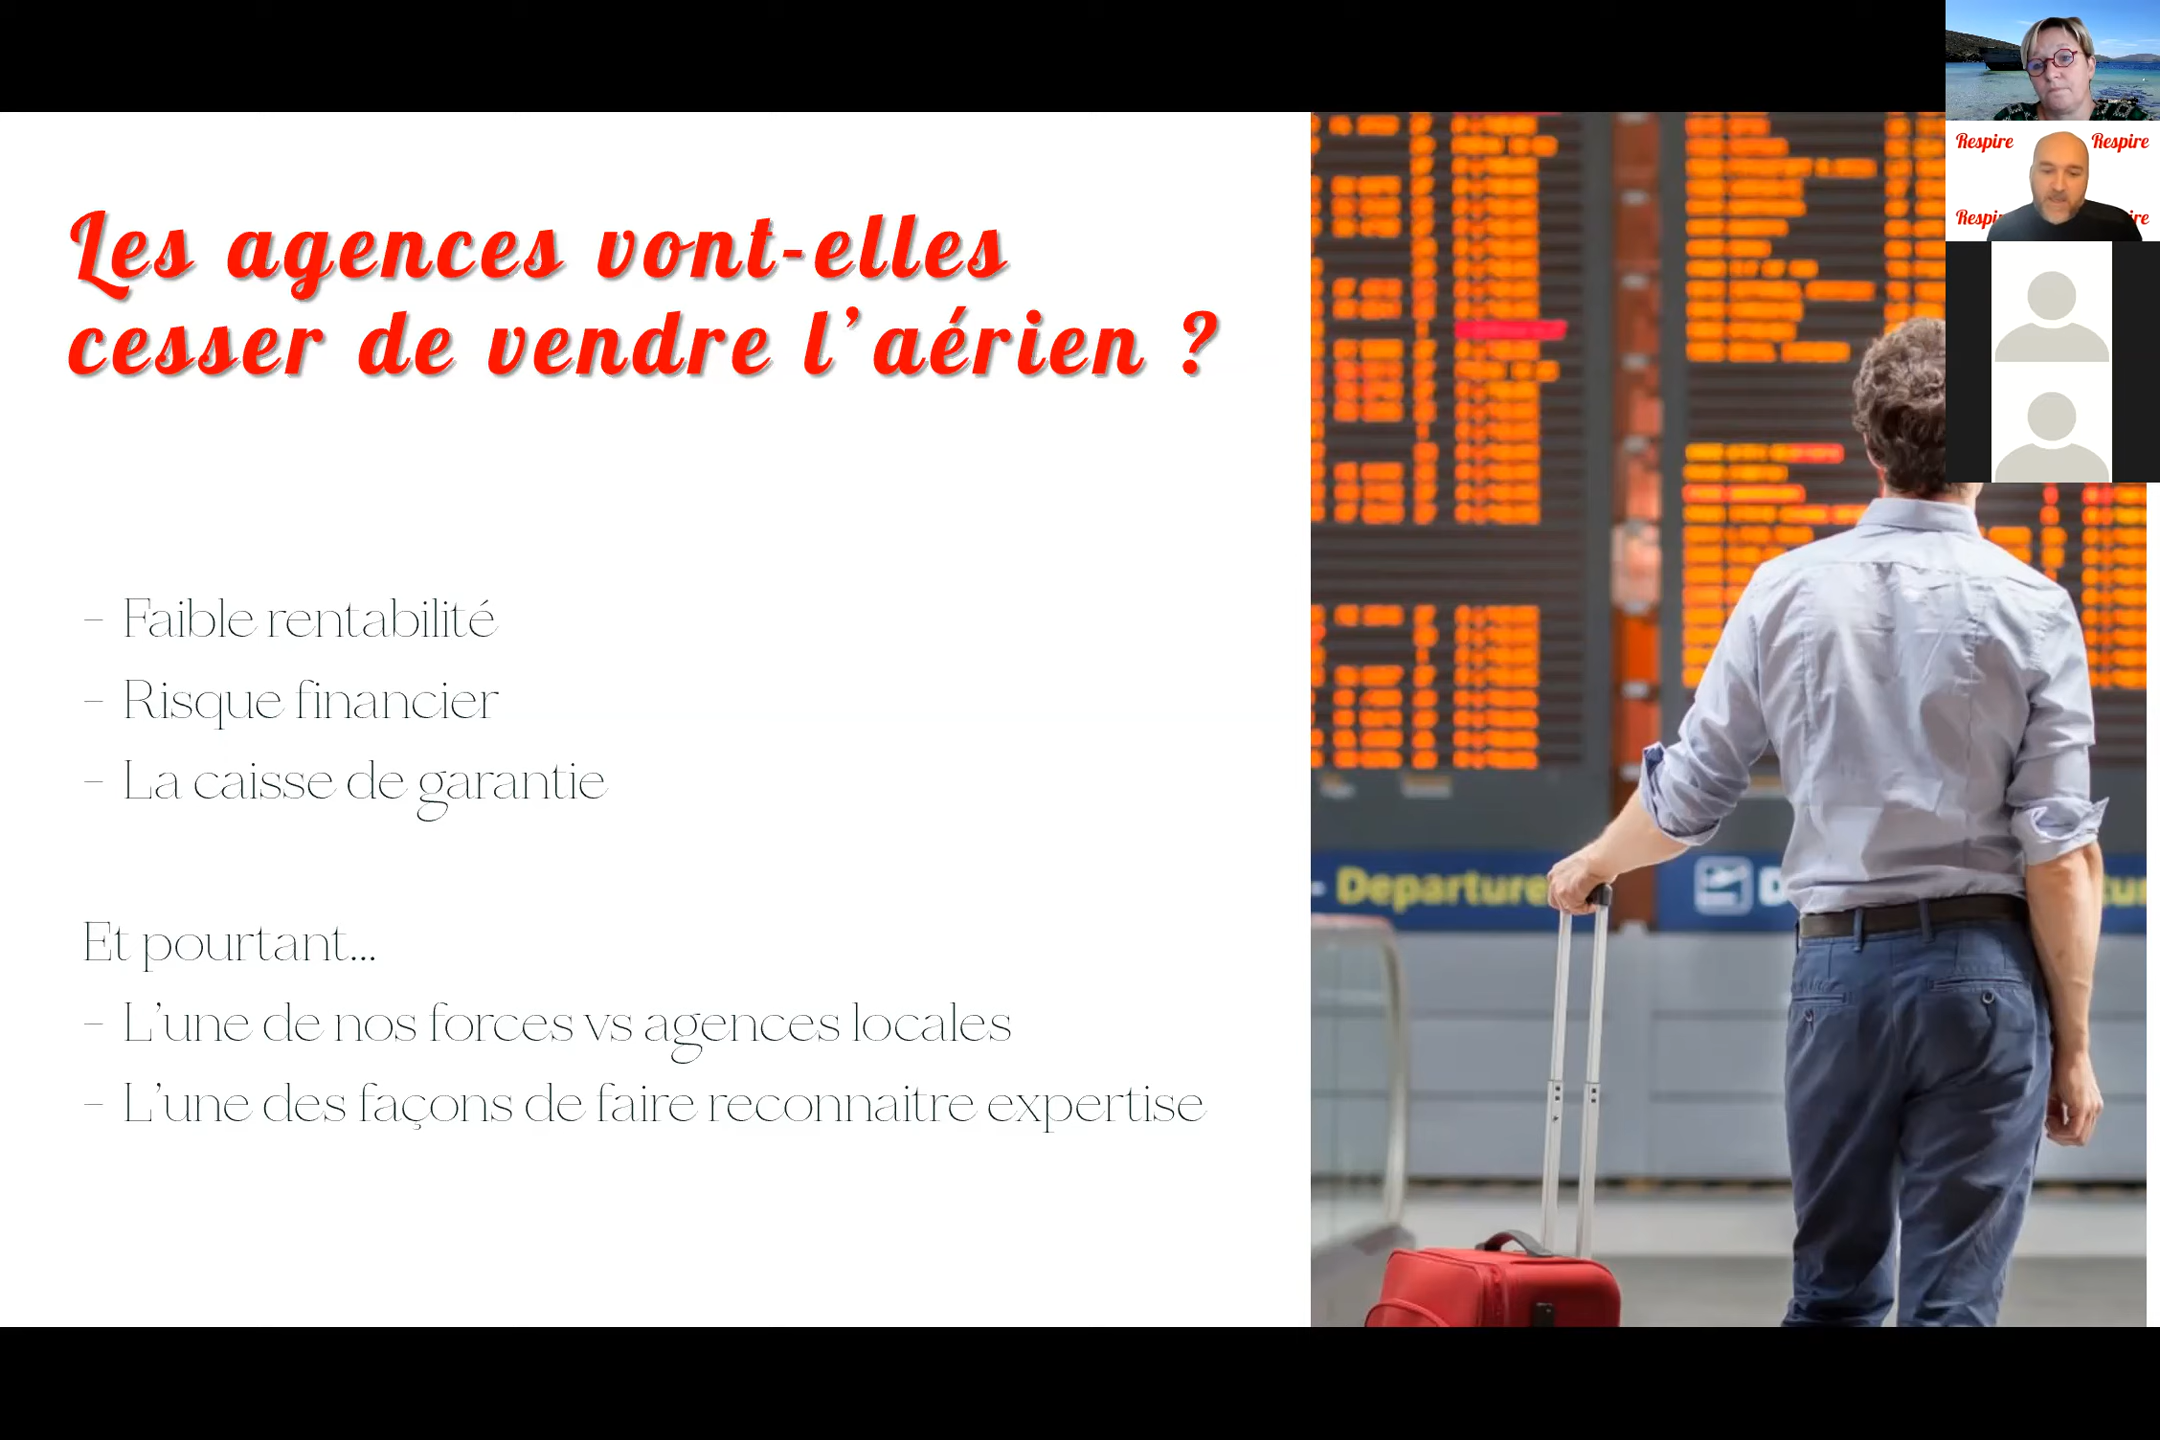 Les agences vont-elles
cesser de vendre l'aérien ?
- Faible rentabilité
- Risque financier
- La caisse de garantie
Et pourtant...
- L'une de nos forces vs agences locales
- L'une des façons de faire reconnaitre expertise
Respire Respire
Departure